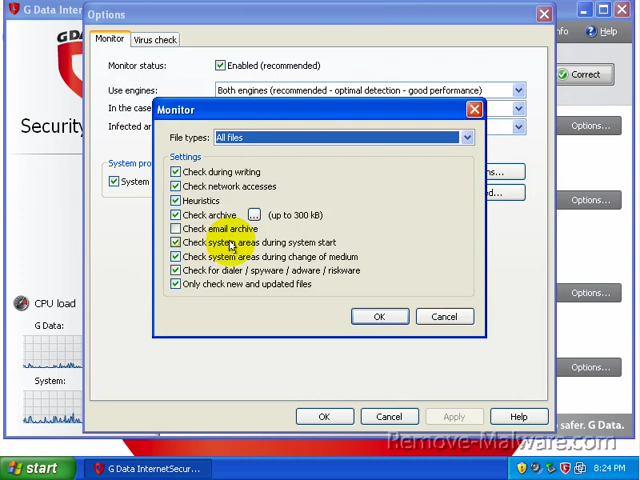 G Data Intern
Options
Monitor
Virus check
Monitor status:
Enabled (recommended)
Use engines:
Both engines (recommended - optimal detection - good performance)
In the case
Infected ar
System pro
System
Monitor
File types:
All files
Settings
Check during writing
Check network accesses
Heuristics
Check archive
...
(up to 300 kB)
Check email archive
Check system areas during system start
Check system areas during change of medium
Check for dialer / spyware / adware / riskware
Only check new and updated files
OK
Cancel
ns...
d...
OK
Cancel
Apply
Help
nfo
Help
Correct
Options...
Options...
Options...
Options...
G
Security
CPU load
G Data:
System:
safer. G Data.
Remove-Malware.com
start
G Data InternetSecur...
8:24 PM